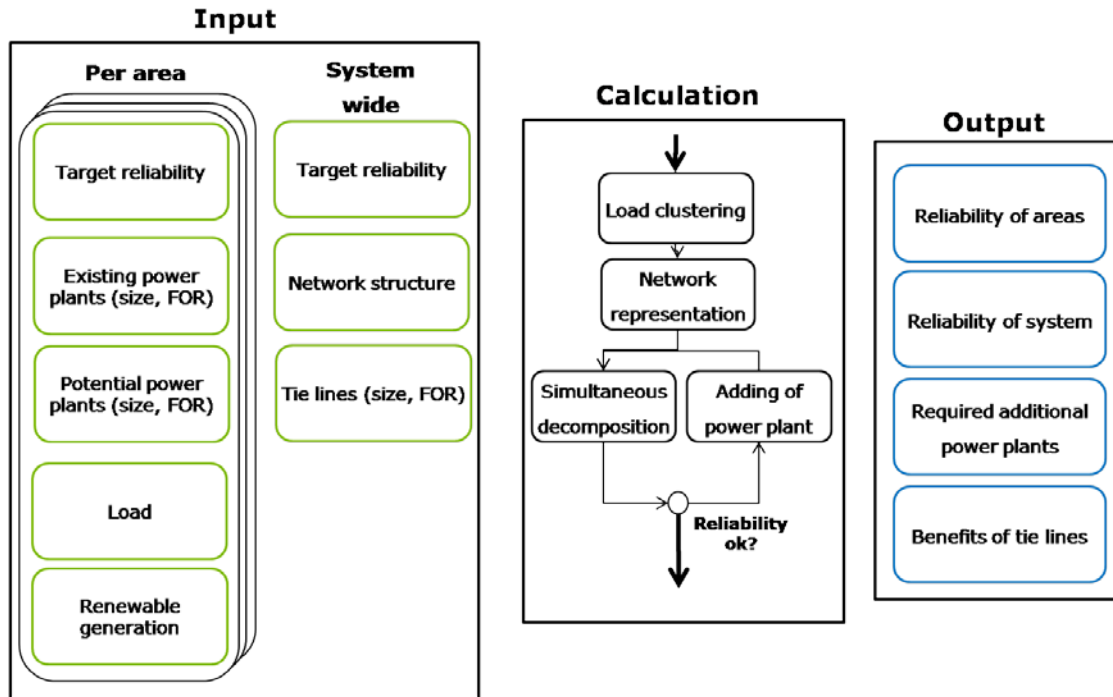 Input
Per area
System
wide
Target reliability
Existing power
plants (size, FOR)
Potential power
plants (size, FOR)
Load
Renewable
generation
Target reliability
Network structure
Tie lines (size, FOR)
Calculation
Load clustering
Network
representation
Simultaneous
decomposition
Adding of
power plant
Reliability
ok?
Output
Reliability of areas
Reliability of system
Required additional
power plants
Benefits of tie lines